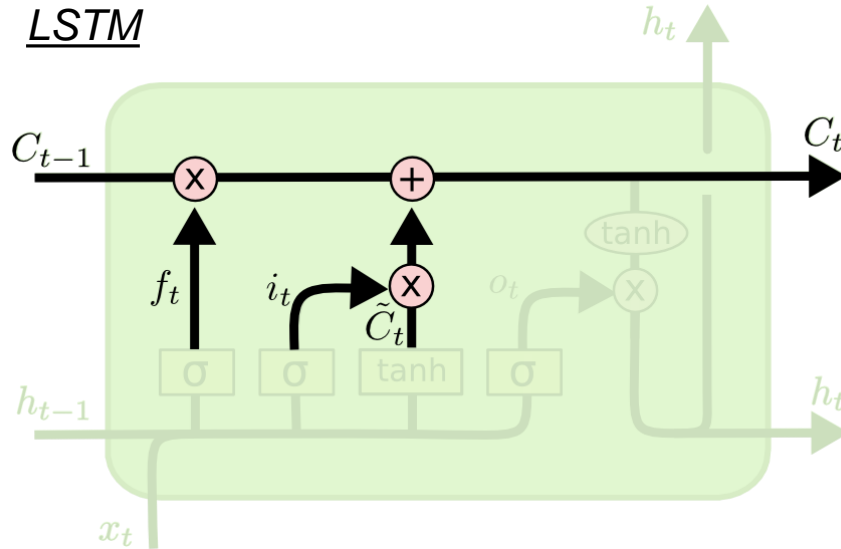 LSTM
h_t
C_{t-1}
C_t
x
+
tanh
f_t
i_t
x
o_t
x
C̃_t
σ
σ
tanh
σ
h_{t-1}
h_t
x_t